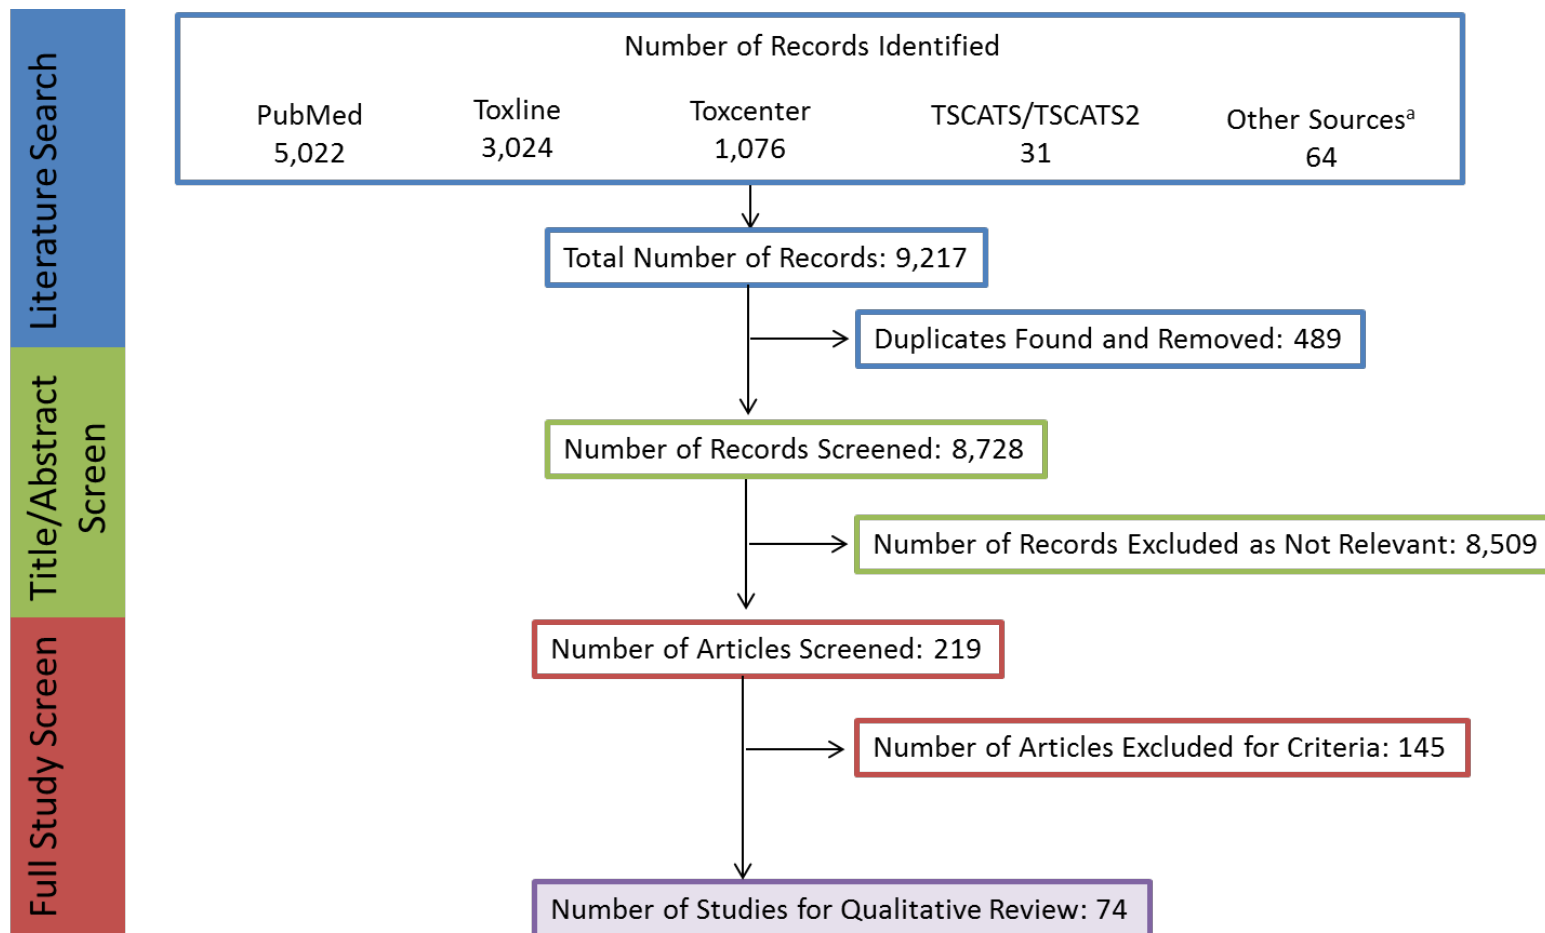 Literature Search
Number of Records Identified
PubMed
5,022
Toxline
3,024
Toxcenter
1,076
TSCATS/TSCATS2
31
Other Sourcesª
64
Total Number of Records: 9,217
Duplicates Found and Removed: 489
Title/Abstract
Screen
Number of Records Screened: 8,728
Number of Records Excluded as Not Relevant: 8,509
Full Study Screen
Number of Articles Screened: 219
Number of Articles Excluded for Criteria: 145
Number of Studies for Qualitative Review: 74